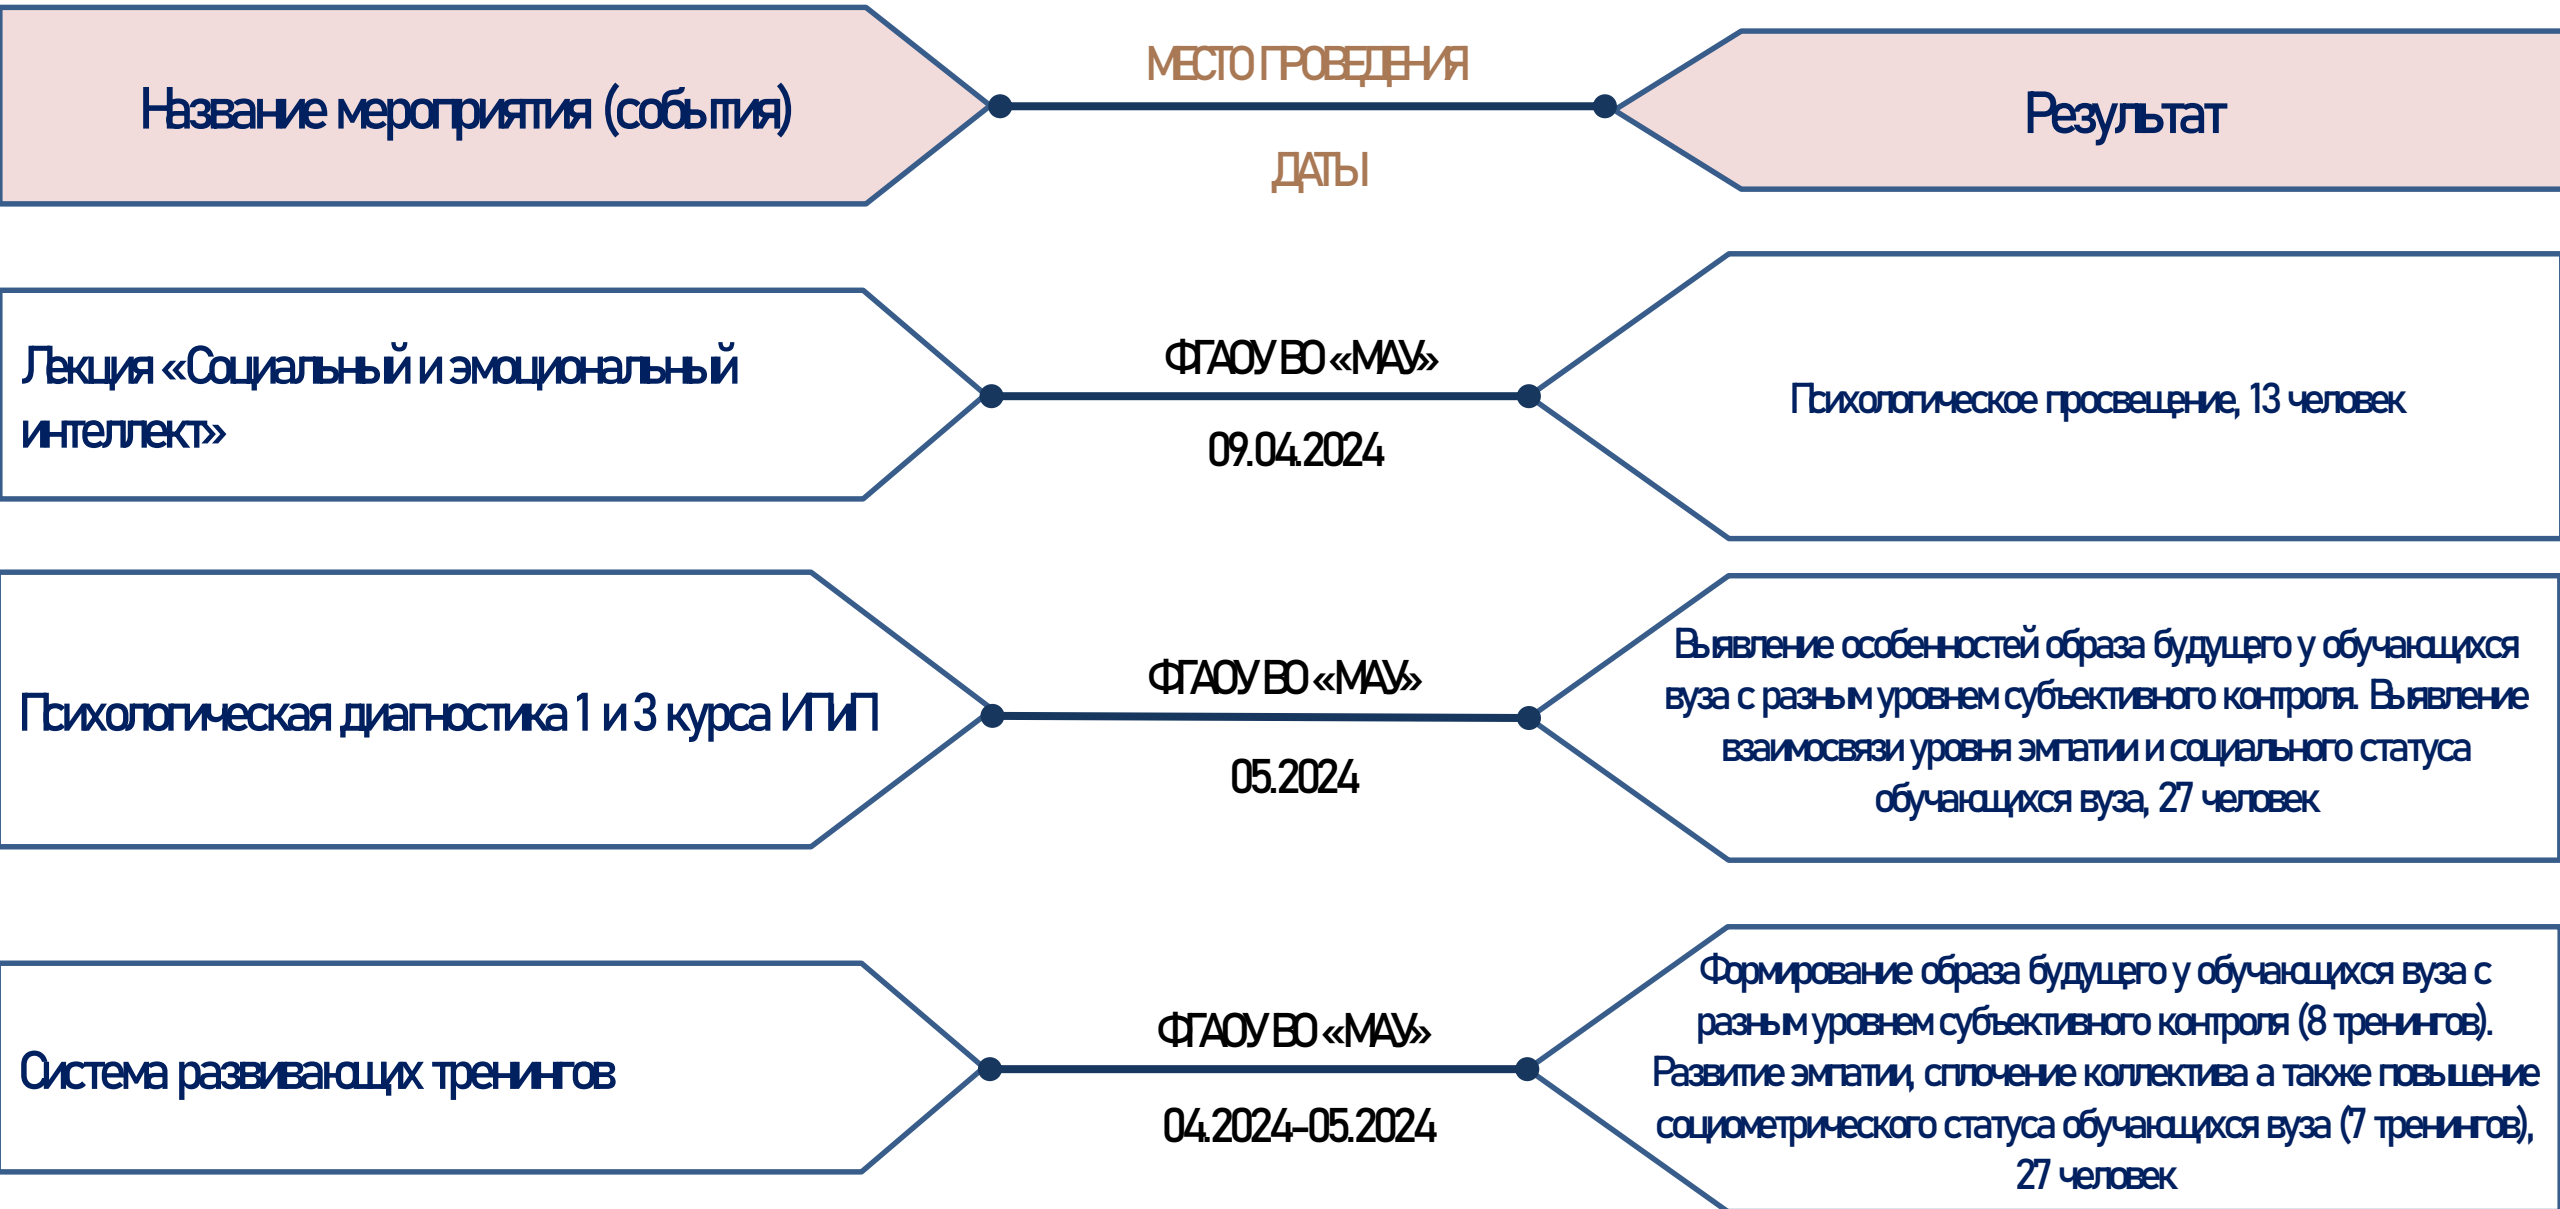 Название мероприятия (события)
МЕСТО ПРОВЕДЕНИЯ
ДАТЫ
Результат
Лекция «Социальный и эмоциональный
интеллект»
ФГАОУ ВО «МАУ»
09.04.2024
Психологическое просвещение, 13 человек
Психологическая диагностика 1 и 3 курса ИПиП
ФГАОУ ВО «МАУ»
05.2024
Выявление особенностей образа будущего у обучающихся
вуза с разным уровнем субъективного контроля. Выявление
взаимосвязи уровня эмпатии и социального статуса
обучающихся вуза, 27 человек
Система развивающих тренингов
ФГАОУ ВО «МАУ»
04.2024-05.2024
Формирование образа будущего у обучающихся вуза с
разным уровнем субъективного контроля (8 тренингов).
Развитие эмпатии, сплочение коллектива а также повышение
социометрического статуса обучающихся вуза (7 тренингов),
27 человек